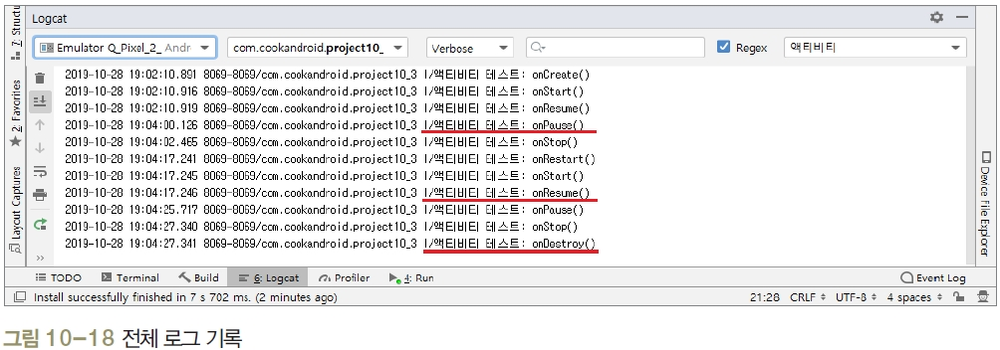 Logcat
Emulator Q_Pixel_2_ Andr
com.cookandroid.project10_
Verbose
Regex
액티비티
2019-10-28 19:02:10.891 8069-8069/com.cookandroid.project10_3 I/액티비티 테스트: onCreate()
2019-10-28 19:02:10.916 8069-8069/com.cookandroid.project10_3 I/액티비티 테스트: onStart()
2019-10-28 19:02:10.919 8069-8069/com.cookandroid.project10_3 I/액티비티 테스트: onResume()
2019-10-28 19:04:00.126 8069-8069/com.cookandroid.project10_3 I/액티비티 테스트: onPause()
2019-10-28 19:04:02.465 8069-8069/com.cookandroid.project10_3 I/액티비티 테스트: onStop()
2019-10-28 19:04:17.241 8069-8069/com.cookandroid.project10_3 I/액티비티 테스트: onRestart()
2019-10-28 19:04:17.245 8069-8069/com.cookandroid.project10_3 I/액티비티 테스트: onStart()
2019-10-28 19:04:17.246 8069-8069/com.cookandroid.project10_3 I/액티비티 테스트: onResume()
2019-10-28 19:04:25.717 8069-8069/com.cookandroid.project10_3 I/액티비티 테스트: onPause()
2019-10-28 19:04:27.340 8069-8069/com.cookandroid.project10_3 I/액티비티 테스트: onStop()
2019-10-28 19:04:27.341 8069-8069/com.cookandroid.project10_3 I/액티비티 테스트: onDestroy()
7: Structu
2: Favorites
Layout Captures
Device File Explorer
TODO
Terminal
Build
6: Logcat
Profiler
4: Run
Event Log
Install successfully finished in 7 s 702 ms. (2 minutes ago)
21:28
CRLF
UTF-8
4 spaces
그림 10-18 전체 로그 기록